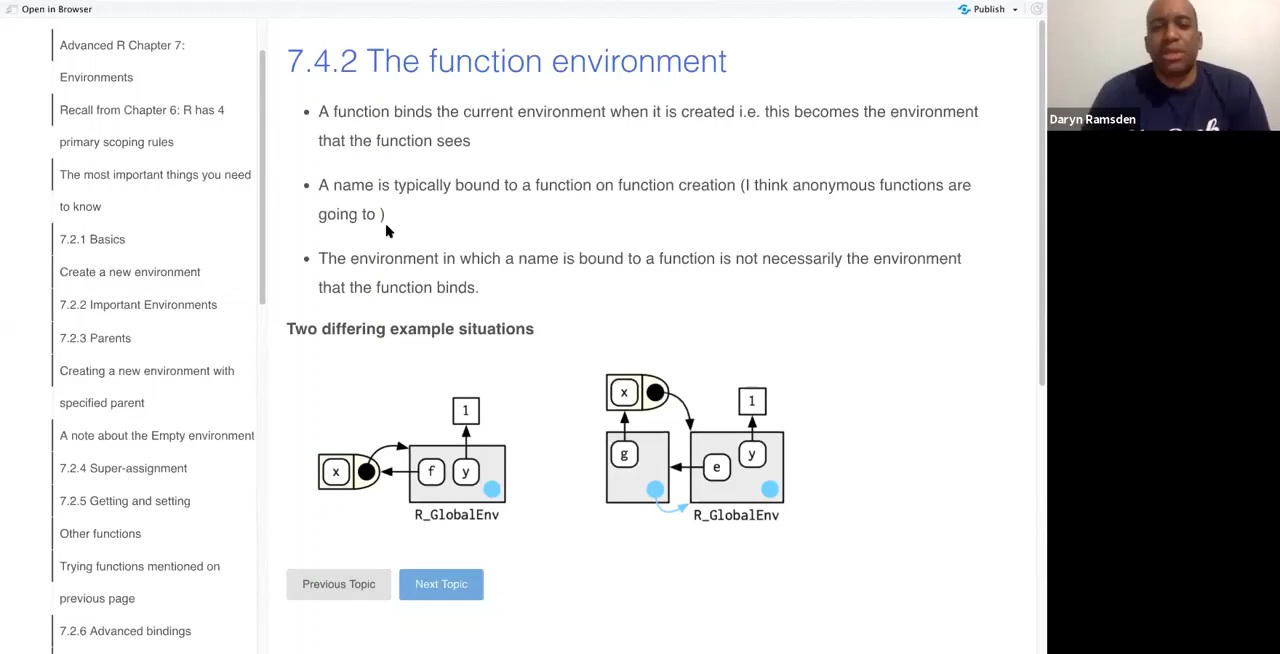 Open in Browser
Publish
Advanced R Chapter 7:
Environments
Recall from Chapter 6: R has 4
primary scoping rules
The most important things you need
to know
7.2.1 Basics
Create a new environment
7.2.2 Important Environments
7.2.3 Parents
Creating a new environment with
specified parent
A note about the Empty environment
7.2.4 Super-assignment
7.2.5 Getting and setting
Other functions
Trying functions mentioned on
previous page
7.2.6 Advanced bindings
7.4.2 The function environment
• A function binds the current environment when it is created i.e. this becomes the environment
that the function sees
• A name is typically bound to a function on function creation (I think anonymous functions are
going to )
• The environment in which a name is bound to a function is not necessarily the environment
that the function binds.
Two differing example situations
1
x f y
R_GlobalEnv
x 1
g e y
R_GlobalEnv
Previous Topic Next Topic
Daryn Ramsden